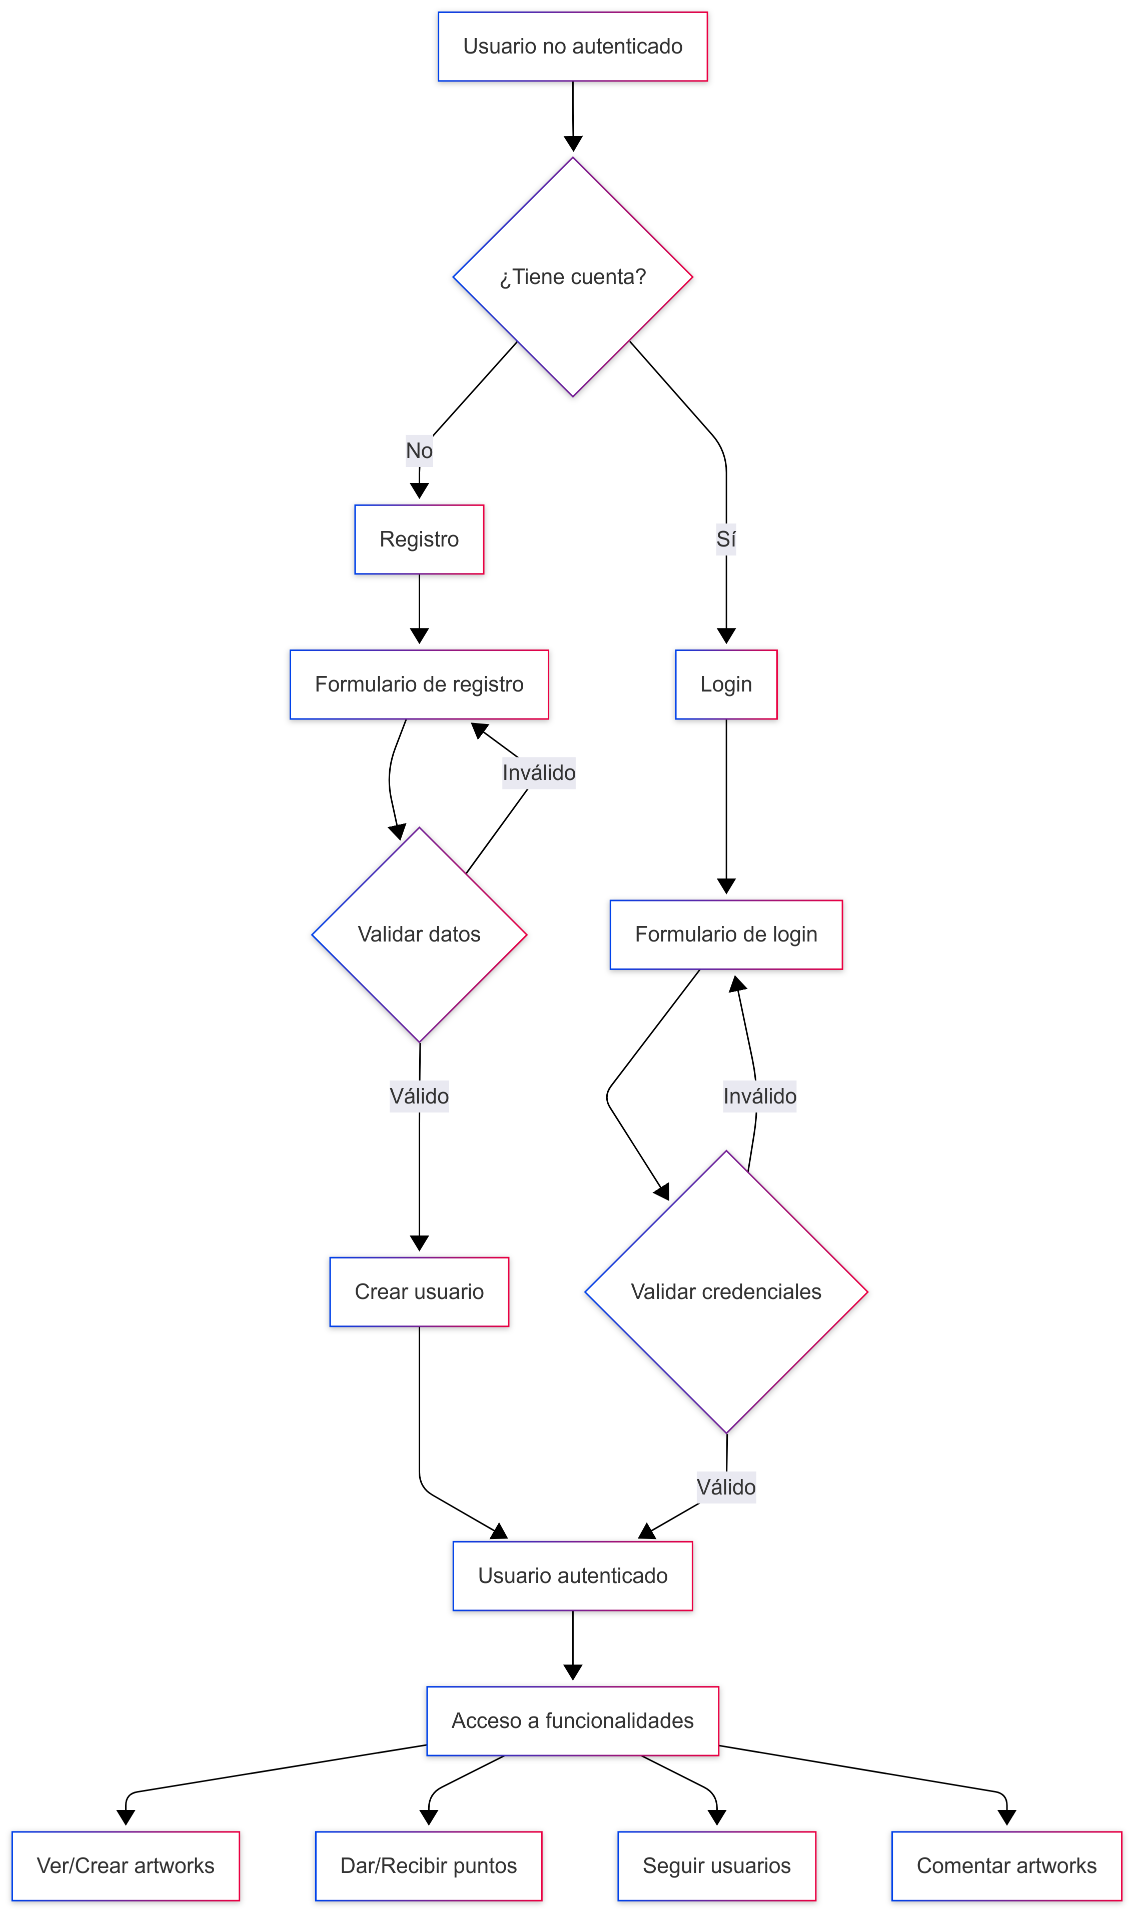 Usuario no autenticado
¿Tiene cuenta?
No
Registro
Sí
Formulario de registro
Login
Inválido
Validar datos
Formulario de login
Válido
Inválido
Crear usuario
Validar credenciales
Válido
Usuario autenticado
Acceso a funcionalidades
Ver/Crear artworks
Dar/Recibir puntos
Seguir usuarios
Comentar artworks